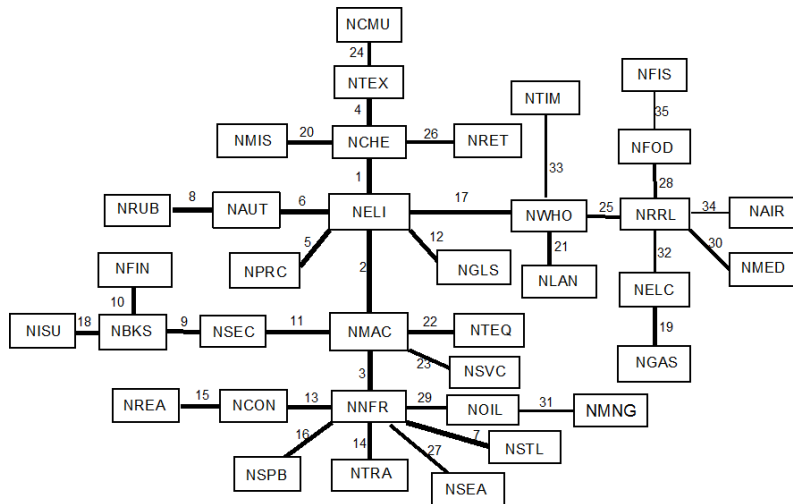 NCMU
24
NTEX
NFIS
NTIM
4
35
20
26
NMIS
NCHE
NRET
NFOD
33
1
28
8
6
17
25
34
NRUB
NAUT
NELI
NWHO
NRRL
NAIR
5
12
21
30
NFIN
NPRC
2
NGLS
NLAN
32
NMED
NELC
10
18
9
11
22
19
NISU
NBKS
NSEC
NMAC
NTEQ
23
NGAS
3
NSVC
15
13
29
31
NREA
NCON
NNFR
NOIL
NMNG
16
14
27
7
NSTL
NSPB
NTRA
NSEA